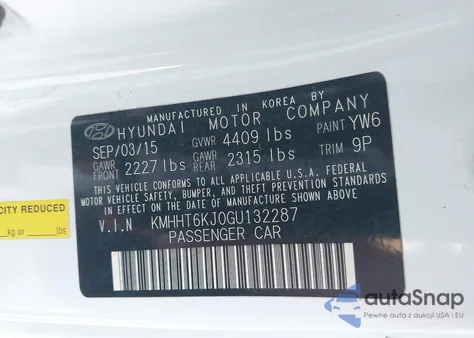 MANUFACTURED IN KOREA BY
HYUNDAI MOTOR COMPANY
SEP/03/15 GVWR 4409 lbs PAINT YW6
GAWR FRONT 2227 lbs GAWR REAR 2315 lbs TRIM 9P
THIS VEHICLE CONFORMS TO ALL APPLICABLE U.S.A. FEDERAL
MOTOR VEHICLE SAFETY, BUMPER, AND THEFT PREVENTION
STANDARDS IN EFFECT ON THE DATE OF MANUFACTURE
SHOWN ABOVE.
V.I.N KMHHT6KJ0GU132287
PASSENGER CAR
CITY REDUCED
kg or lbs
autaSnap
Pewne auta z aukcji USA i EU